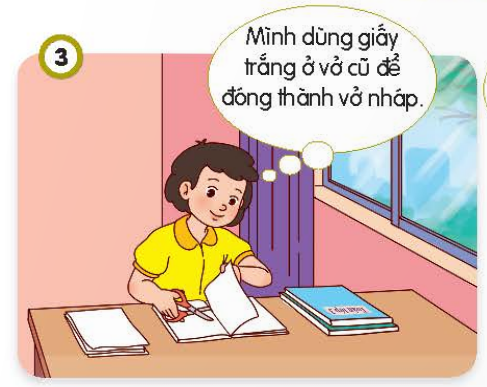 3
Mình dùng giấy
trắng ở vở cũ để
đóng thành vở nháp.